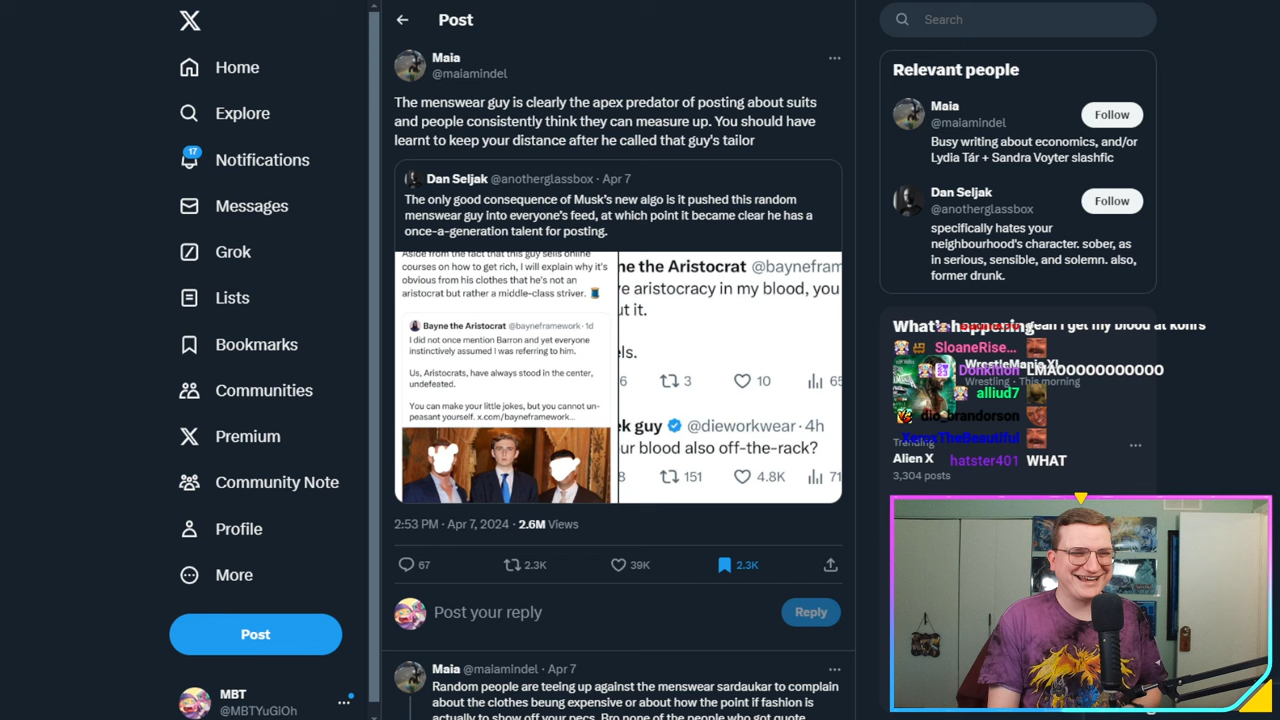 Home
Explore
17
Notifications
Messages
Grok
Lists
Bookmarks
Communities
Premium
Community Note
Profile
More
Post
MBT
@MBTYuGiOh
Post
Maia
@maiamindel
The menswear guy is clearly the apex predator of posting about suits
and people consistently think they can measure up. You should have
learnt to keep your distance after he called that guy's tailor
Dan Seljak @anotherglassbox · Apr 7
The only good consequence of Musk's new algo is it pushed this random
menswear guy into everyone's feed, at which point it became clear he has a
once-a-generation talent for posting.
Aside from the fact that this guy sells online
courses on how to get rich, I will explain why it's
obvious from his clothes that he's not an
aristocrat but rather a middle-class striver.
Bayne the Aristocrat @bayneframework · 1d
I did not once mention Barron and yet everyone
instinctively assumed I was referring to him.
Us, Aristocrats, have always stood in the center,
undefeated.
You can make your little jokes, but you cannot un-
peasant yourself. x.com/bayneframework...
ne the Aristocrat @baynefram
ve aristocracy in my blood, you
ut it.
els.
6 3 10 65
ek guy @dieworkwear · 4h
ur blood also off-the-rack?
8 151 4.8K 71
2:53 PM · Apr 7, 2024 · 2.6M Views
67 2.3K 39K 2.3K
Post your reply
Reply
Maia @maiamindel · Apr 7
Random people are teeing up against the menswear sardaukar to complain
about the clothes beung expensive or about how the point if fashion is
actually to show off your pecs. Bro none of the people who got quote
Search
Relevant people
Maia
@maiamindel
Follow
Busy writing about economics, and/or
Lydia Tár + Sandra Voyter slashfic
Dan Seljak
@anotherglassbox
Follow
specifically hates your
neighbourhood's character. sober, as
in serious, sensible, and solemn. also,
former drunk.
What's happening
yeah I get my blood at kohls
SloaneRise...
WrestleMania XL
Wrestling · This morning
Donkition LMAOOOOOOOOOOO
alliud7
dio_brandorson
XeroxTheBeautiful
Trending
Alien X
hatster401 WHAT
3,304 posts